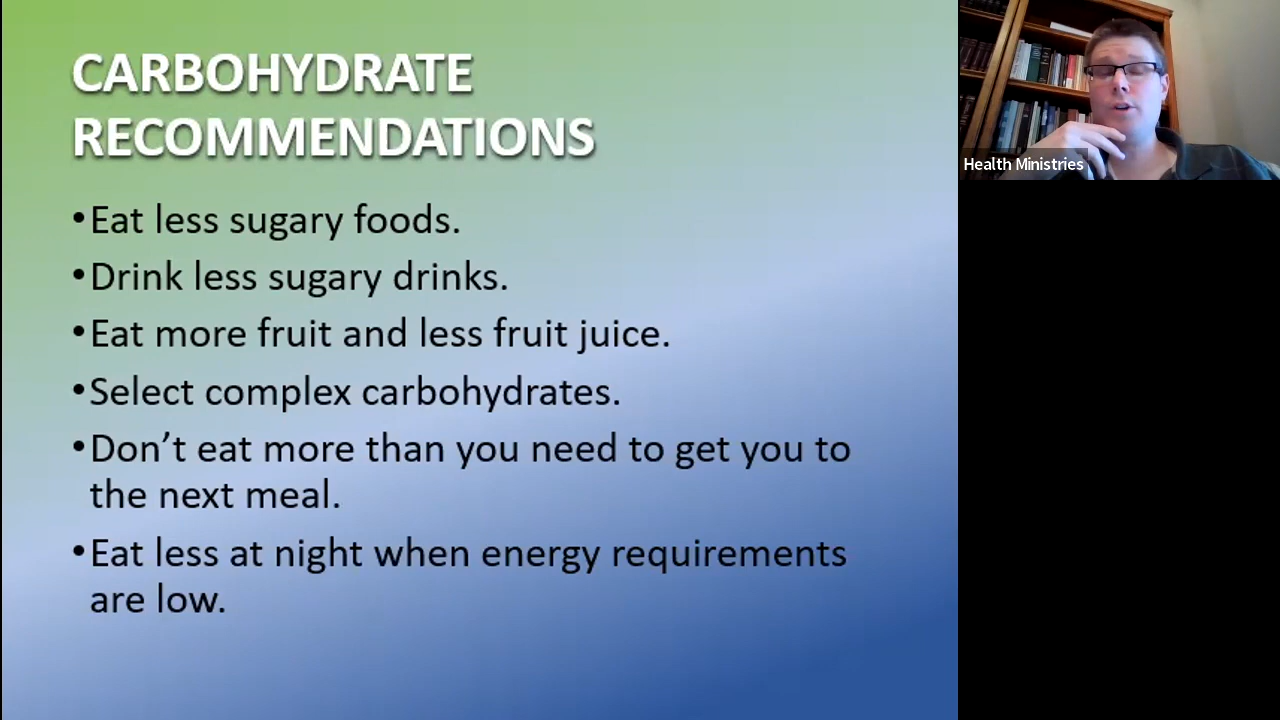 CARBOHYDRATE
RECOMMENDATIONS
•Eat less sugary foods.
•Drink less sugary drinks.
•Eat more fruit and less fruit juice.
•Select complex carbohydrates.
•Don’t eat more than you need to get you to
the next meal.
•Eat less at night when energy requirements
are low.
Health Ministries